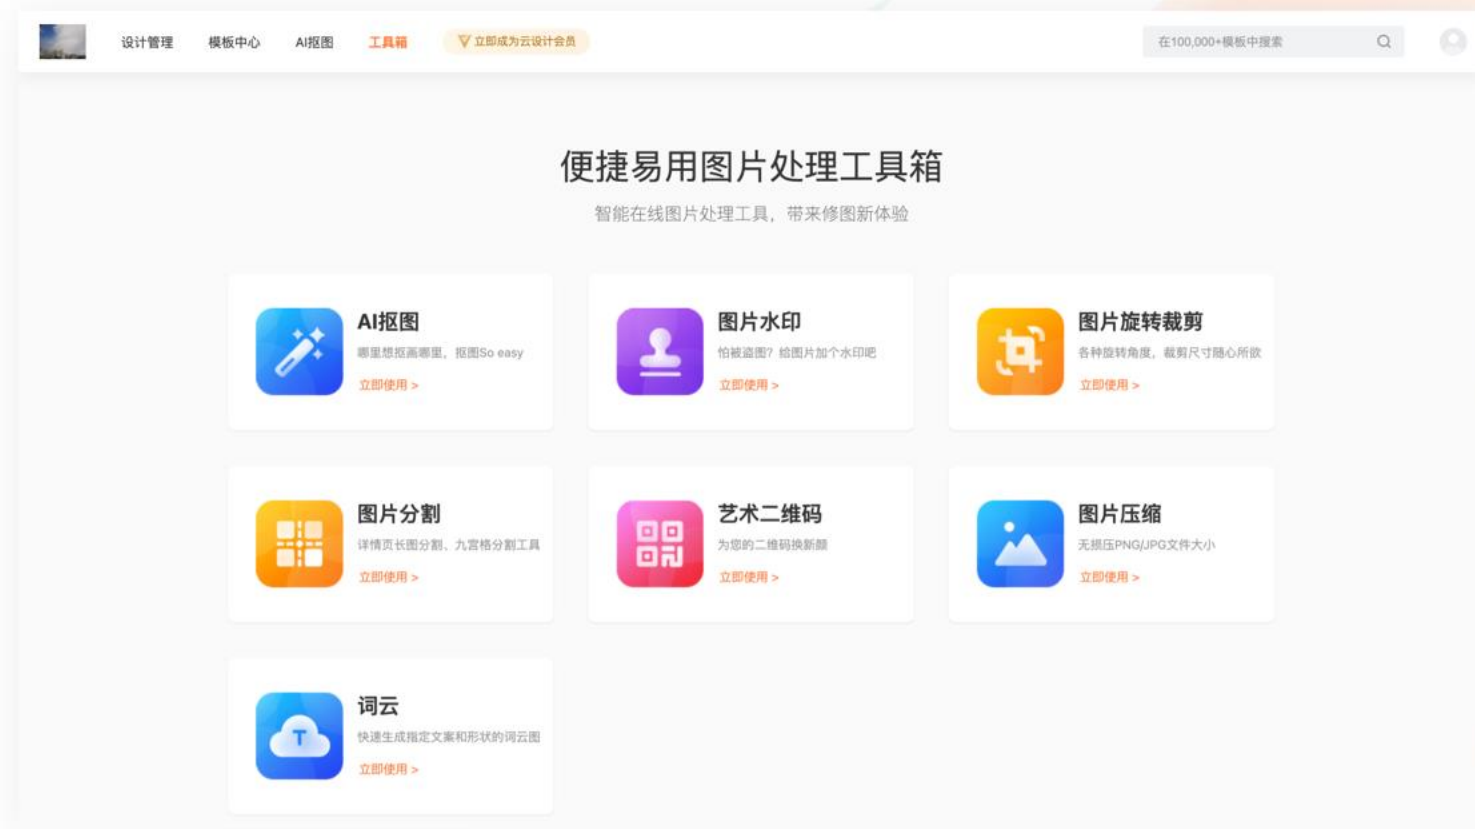 设计管理 模板中心 AI抠图 工具箱 立即成为云设计会员 在100,000+模板中搜索
便捷易用图片处理工具箱
智能在线图片处理工具，带来修图新体验
AI抠图
哪里想抠画哪里，抠图So easy
立即使用 >
图片水印
怕被盗图？给图片加个水印吧
立即使用 >
图片旋转裁剪
各种旋转角度，裁剪尺寸随心所欲
立即使用 >
图片分割
详情页长图分割、九宫格分割工具
立即使用 >
艺术二维码
为您的二维码换新颜
立即使用 >
图片压缩
无损压PNG/JPG文件大小
立即使用 >
T
词云
快速生成指定文案和形状的词云图
立即使用 >